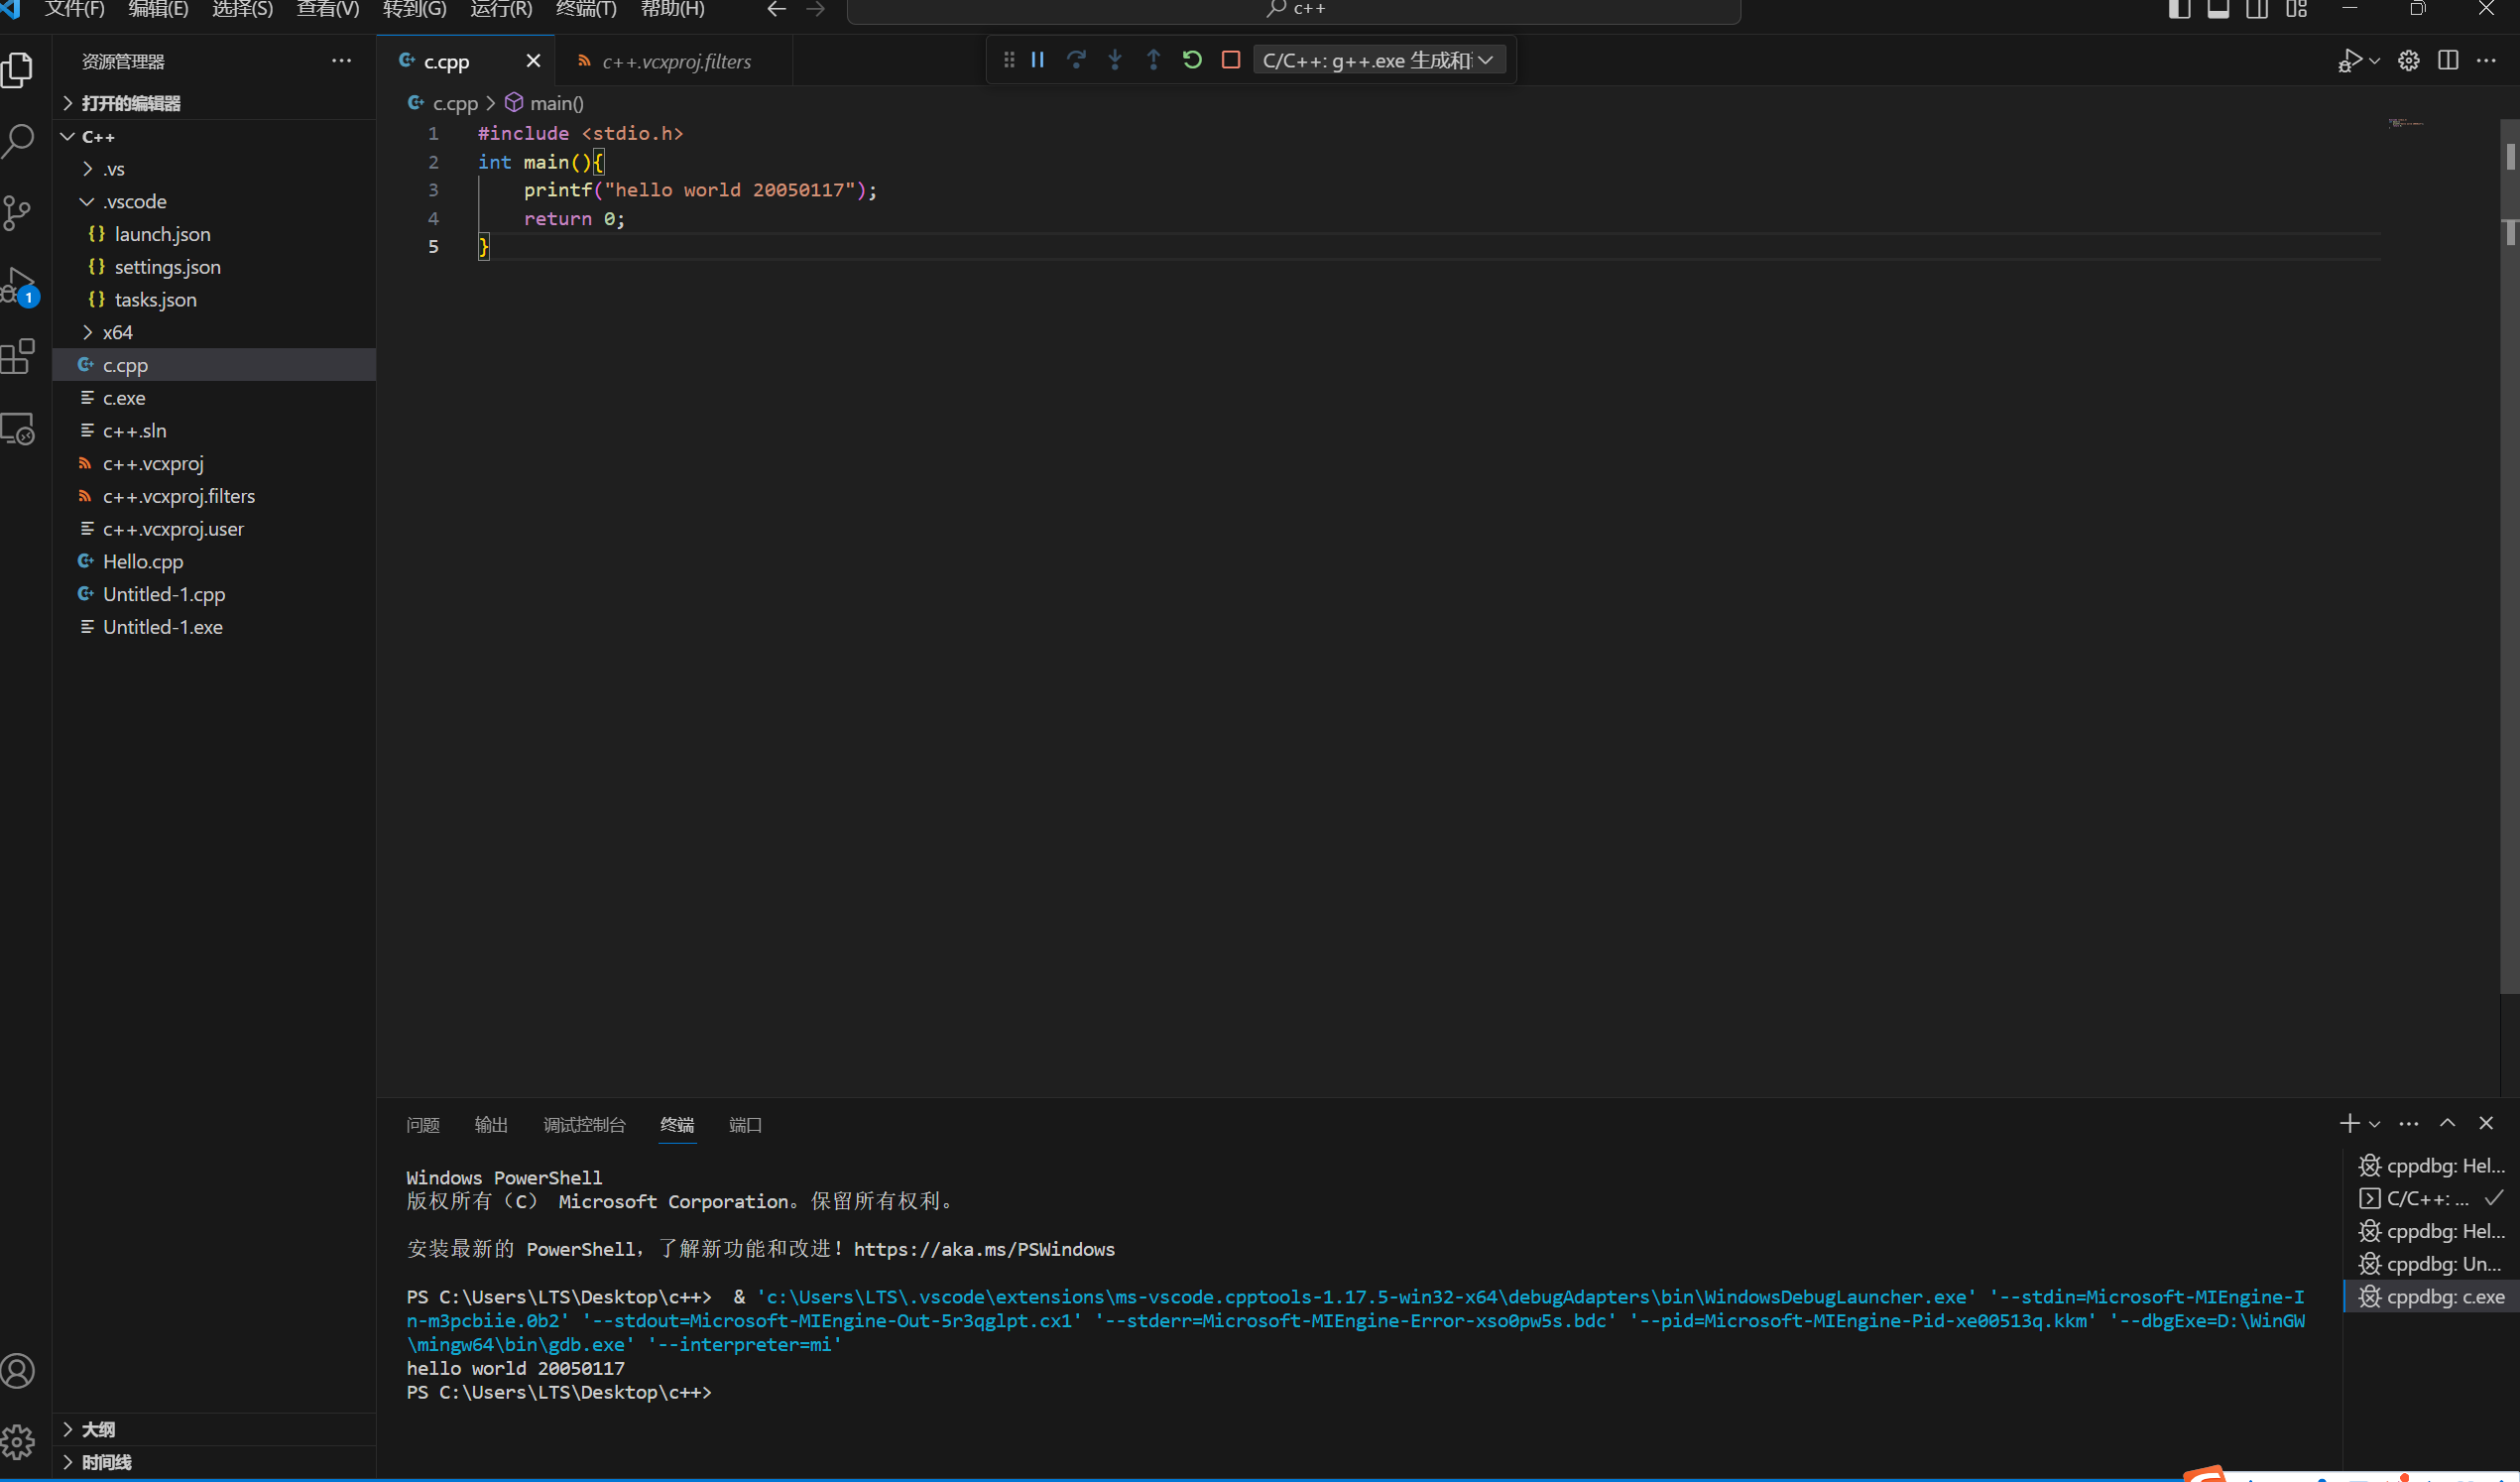 文件(F) 编辑(E) 选择(S) 查看(V) 转到(G) 运行(R) 终端(T) 帮助(H) c++
资源管理器
打开的编辑器
C++
.vs
.vscode
launch.json
settings.json
tasks.json
x64
c.cpp
c.exe
c++.sln
c++.vcxproj
c++.vcxproj.filters
c++.vcxproj.user
Hello.cpp
Untitled-1.cpp
Untitled-1.exe
大纲
时间线
1
c.cpp c++.vcxproj.filters C/C++: g++.exe 生成和
c.cpp > main()
1 #include <stdio.h>
2 int main(){
3 printf("hello world 20050117");
4 return 0;
5 }
问题 输出 调试控制台 终端 端口
Windows PowerShell
版权所有（C） Microsoft Corporation。保留所有权利。
安装最新的 PowerShell，了解新功能和改进！https://aka.ms/PSWindows
PS C:\Users\LTS\Desktop\c++>  & 'c:\Users\LTS\.vscode\extensions\ms-vscode.cpptools-1.17.5-win32-x64\debugAdapters\bin\WindowsDebugLauncher.exe' '--stdin=Microsoft-MIEngine-I
n-m3pcbiie.0b2' '--stdout=Microsoft-MIEngine-Out-5r3qglpt.cx1' '--stderr=Microsoft-MIEngine-Error-xso0pw5s.bdc' '--pid=Microsoft-MIEngine-Pid-xe00513q.kkm' '--dbgExe=D:\WinGW
\mingw64\bin\gdb.exe' '--interpreter=mi'
hello world 20050117
PS C:\Users\LTS\Desktop\c++>
cppdbg: Hel...
C/C++: ...
cppdbg: Hel...
cppdbg: Un...
cppdbg: c.exe